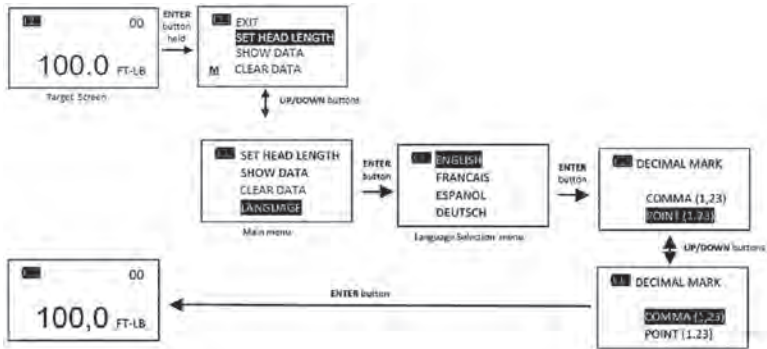 00
100.0 FT-LB
Target Screen
ENTER
button
held
EXIT
SET HEAD LENGTH
SHOW DATA
M CLEAR DATA
UP/DOWN buttons
SET HEAD LENGTH
SHOW DATA
CLEAR DATA
LANGUAGE
Main menu
ENTER
button
ENGLISH
FRANCAIS
ESPANOL
DEUTSCH
Language Selection menu
ENTER
button
DECIMAL MARK
COMMA (1,23)
POINT (1.23)
UP/DOWN buttons
DECIMAL MARK
COMMA (1,23)
POINT (1.23)
ENTER button
00
100,0 FT-LB